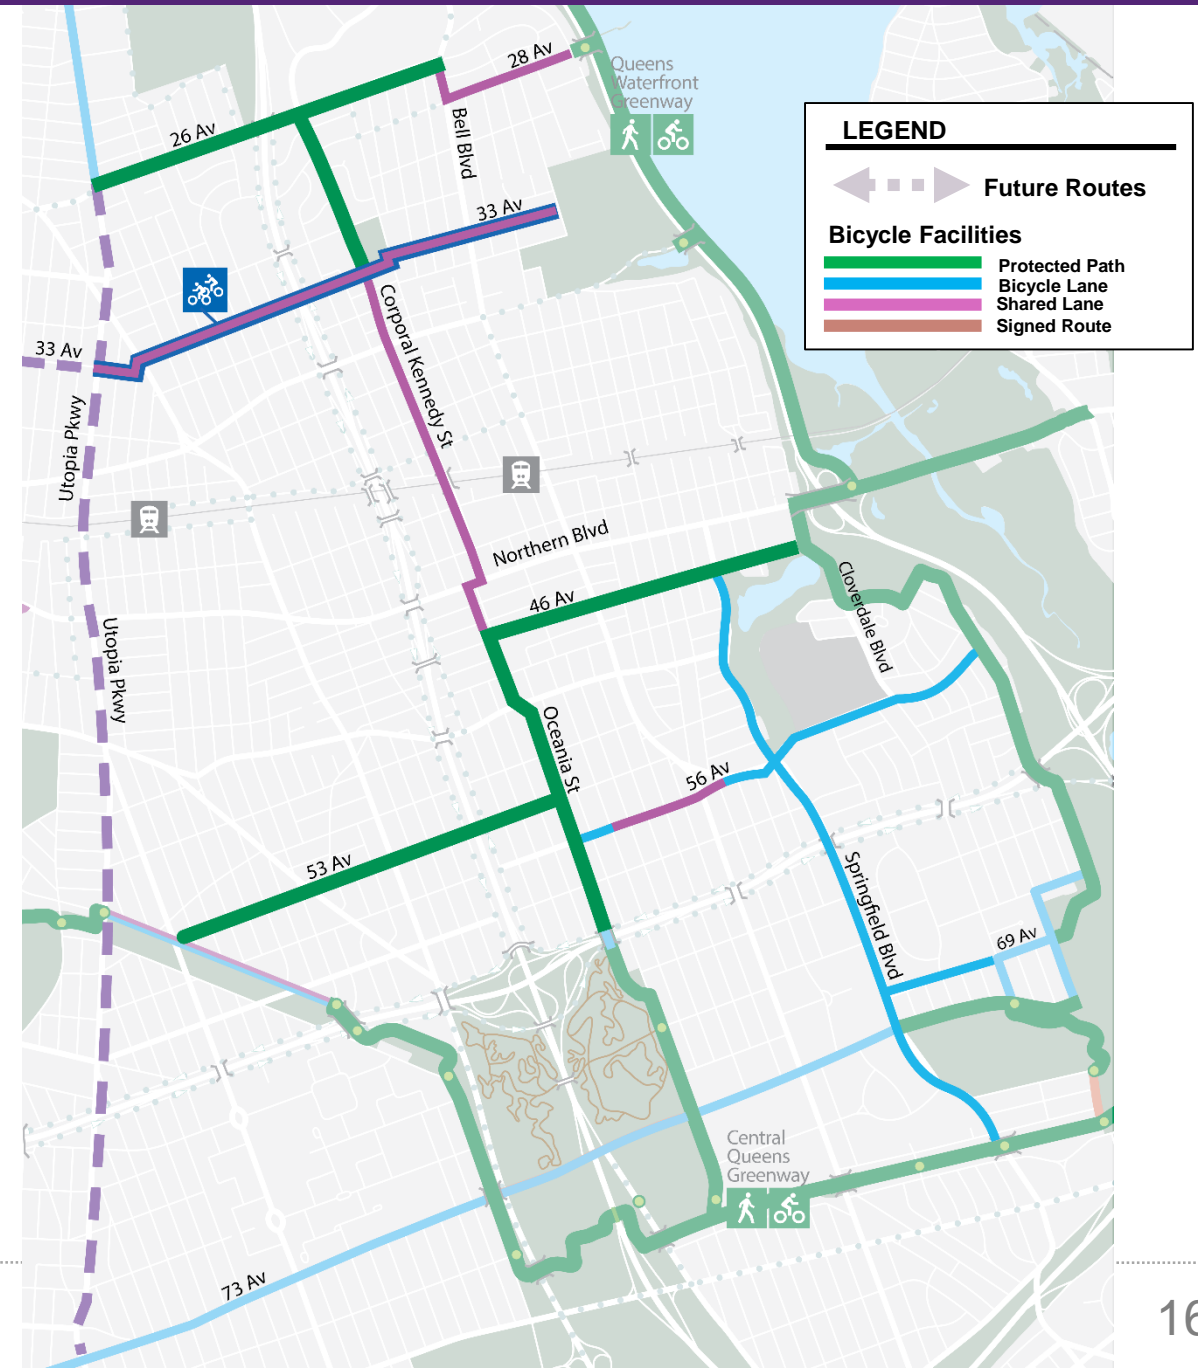 28 Av
Queens
Waterfront
Greenway
26 Av
Bell Blvd
LEGEND
Future Routes
Bicycle Facilities
Protected Path
Bicycle Lane
Shared Lane
Signed Route
33 Av
33 Av
Corporal Kennedy St
Utopia Pkwy
Northern Blvd
46 Av
Cloverdale Blvd
Utopia Pkwy
Oceania St
56 Av
53 Av
Springfield Blvd
69 Av
Central
Queens
Greenway
73 Av
16